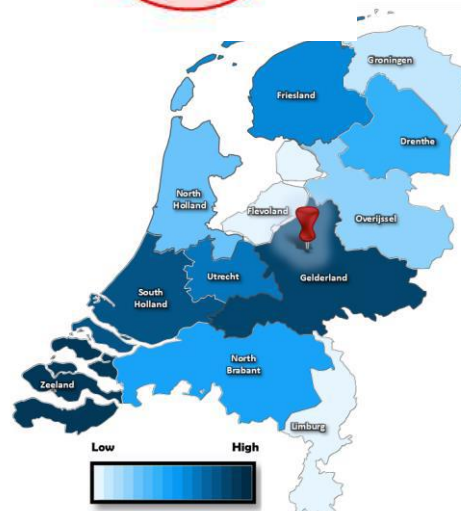 Groningen
Friesland
Drenthe
North
Holland
Flevoland
Overijssel
Utrecht
Gelderland
South
Holland
North
Brabant
Zeeland
Limburg
Low High